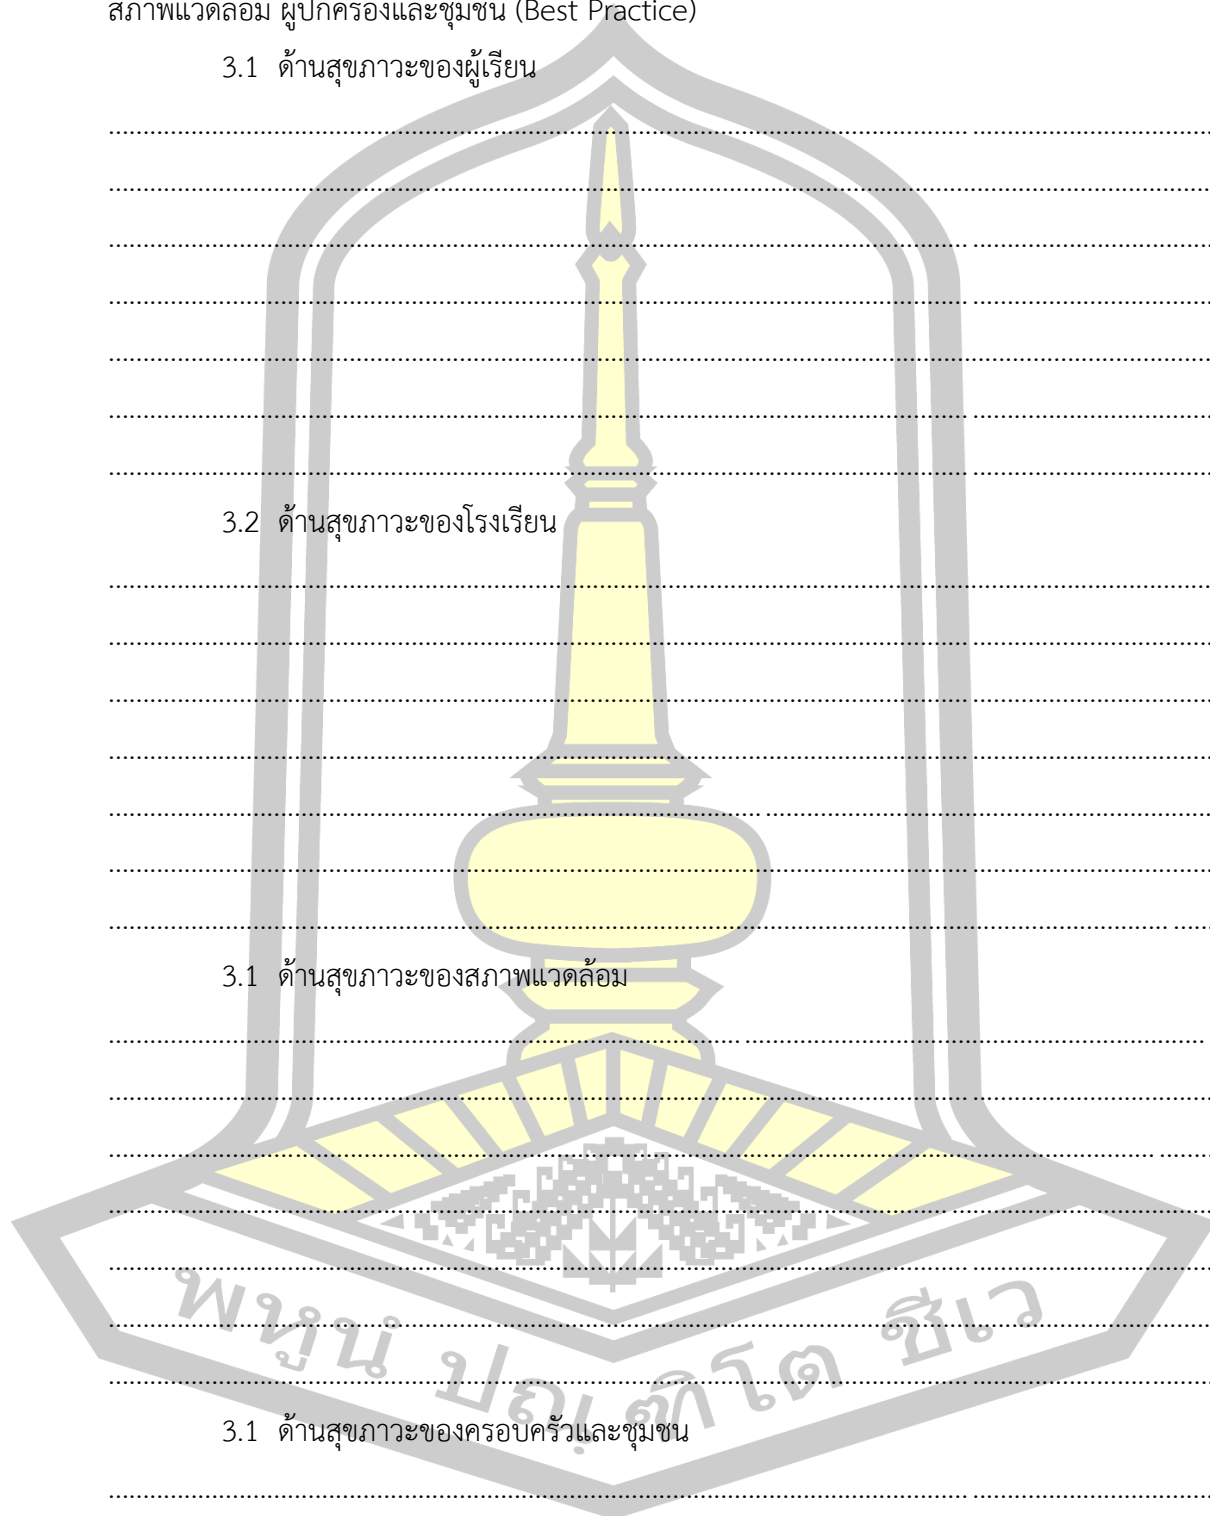 สภาพแวดล้อม ผู้ปกครองและชุมชน (Best Practice)
3.1 ด้านสุขภาวะของผู้เรียน
3.2 ด้านสุขภาวะของโรงเรียน
3.1 ด้านสุขภาวะของสภาพแวดล้อม
พหูนํ ปณฺฑิโต ชีเว
3.1 ด้านสุขภาวะของครอบครัวและชุมชน